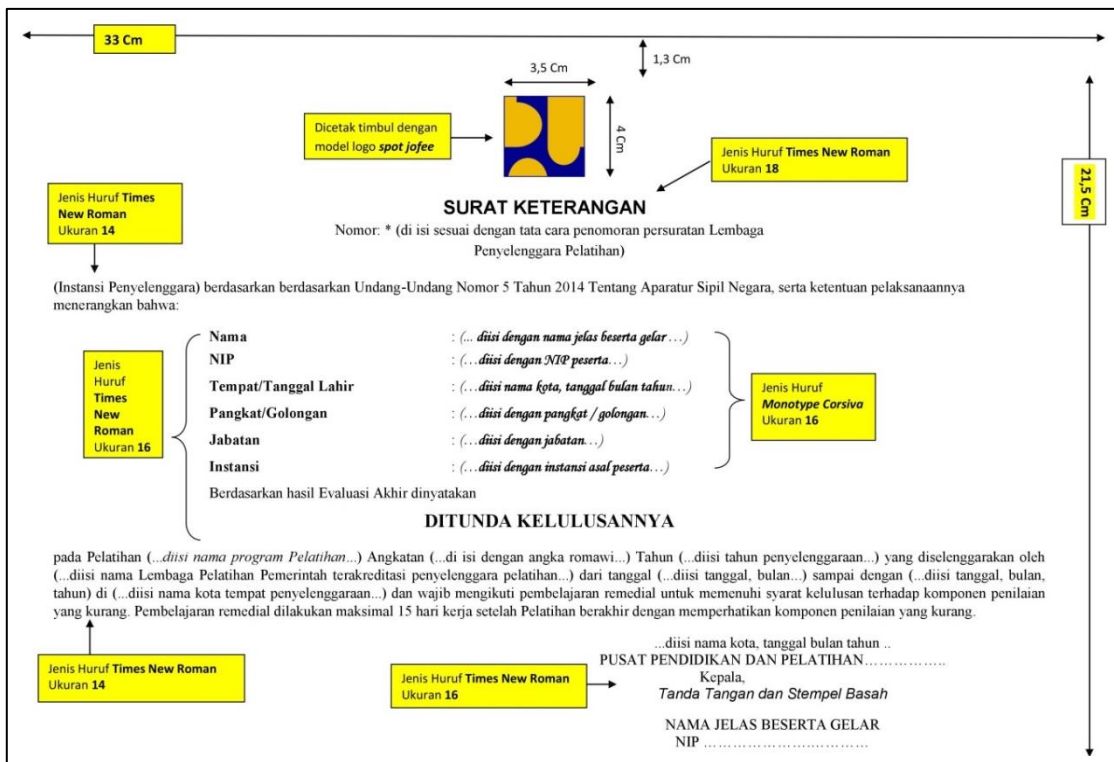 33 Cm
1,3 Cm
3,5 Cm
4 Cm
Dicetak timbul dengan
model logo spot jofee
Jenis Huruf Times New Roman
Ukuran 18
21,5 Cm
Jenis Huruf Times
New Roman
Ukuran 14
SURAT KETERANGAN
Nomor: * (di isi sesuai dengan tata cara penomoran persuratan Lembaga
Penyelenggara Pelatihan)
(Instansi Penyelenggara) berdasarkan berdasarkan Undang-Undang Nomor 5 Tahun 2014 Tentang Aparatur Sipil Negara, serta ketentuan pelaksanaannya
menerangkan bahwa:
Jenis
Huruf
Times
New
Roman
Ukuran 16
Nama : (... diisi dengan nama jelas beserta gelar ...)
NIP : (...diisi dengan NIP peserta...)
Tempat/Tanggal Lahir : (...diisi nama kota, tanggal bulan tahun...)
Pangkat/Golongan : (...diisi dengan pangkat / golongan...)
Jabatan : (...diisi dengan jabatan...)
Instansi : (...diisi dengan instansi asal peserta...)
Jenis Huruf
Monotype Corsiva
Ukuran 16
Berdasarkan hasil Evaluasi Akhir dinyatakan
DITUNDA KELULUSANNYA
pada Pelatihan (...diisi nama program Pelatihan...) Angkatan (...di isi dengan angka romawi...) Tahun (...diisi tahun penyelenggaraan...) yang diselenggarakan oleh
(...diisi nama Lembaga Pelatihan Pemerintah terakreditasi penyelenggara pelatihan...) dari tanggal (...diisi tanggal, bulan...) sampai dengan (...diisi tanggal, bulan,
tahun) di (...diisi nama kota tempat penyelenggaraan...) dan wajib mengikuti pembelajaran remedial untuk memenuhi syarat kelulusan terhadap komponen penilaian
yang kurang. Pembelajaran remedial dilakukan maksimal 15 hari kerja setelah Pelatihan berakhir dengan memperhatikan komponen penilaian yang kurang.
Jenis Huruf Times New Roman
Ukuran 14
Jenis Huruf Times New Roman
Ukuran 16
...diisi nama kota, tanggal bulan tahun ..
PUSAT PENDIDIKAN DAN PELATIHAN……………..
Kepala,
Tanda Tangan dan Stempel Basah
NAMA JELAS BESERTA GELAR
NIP ………………….…………